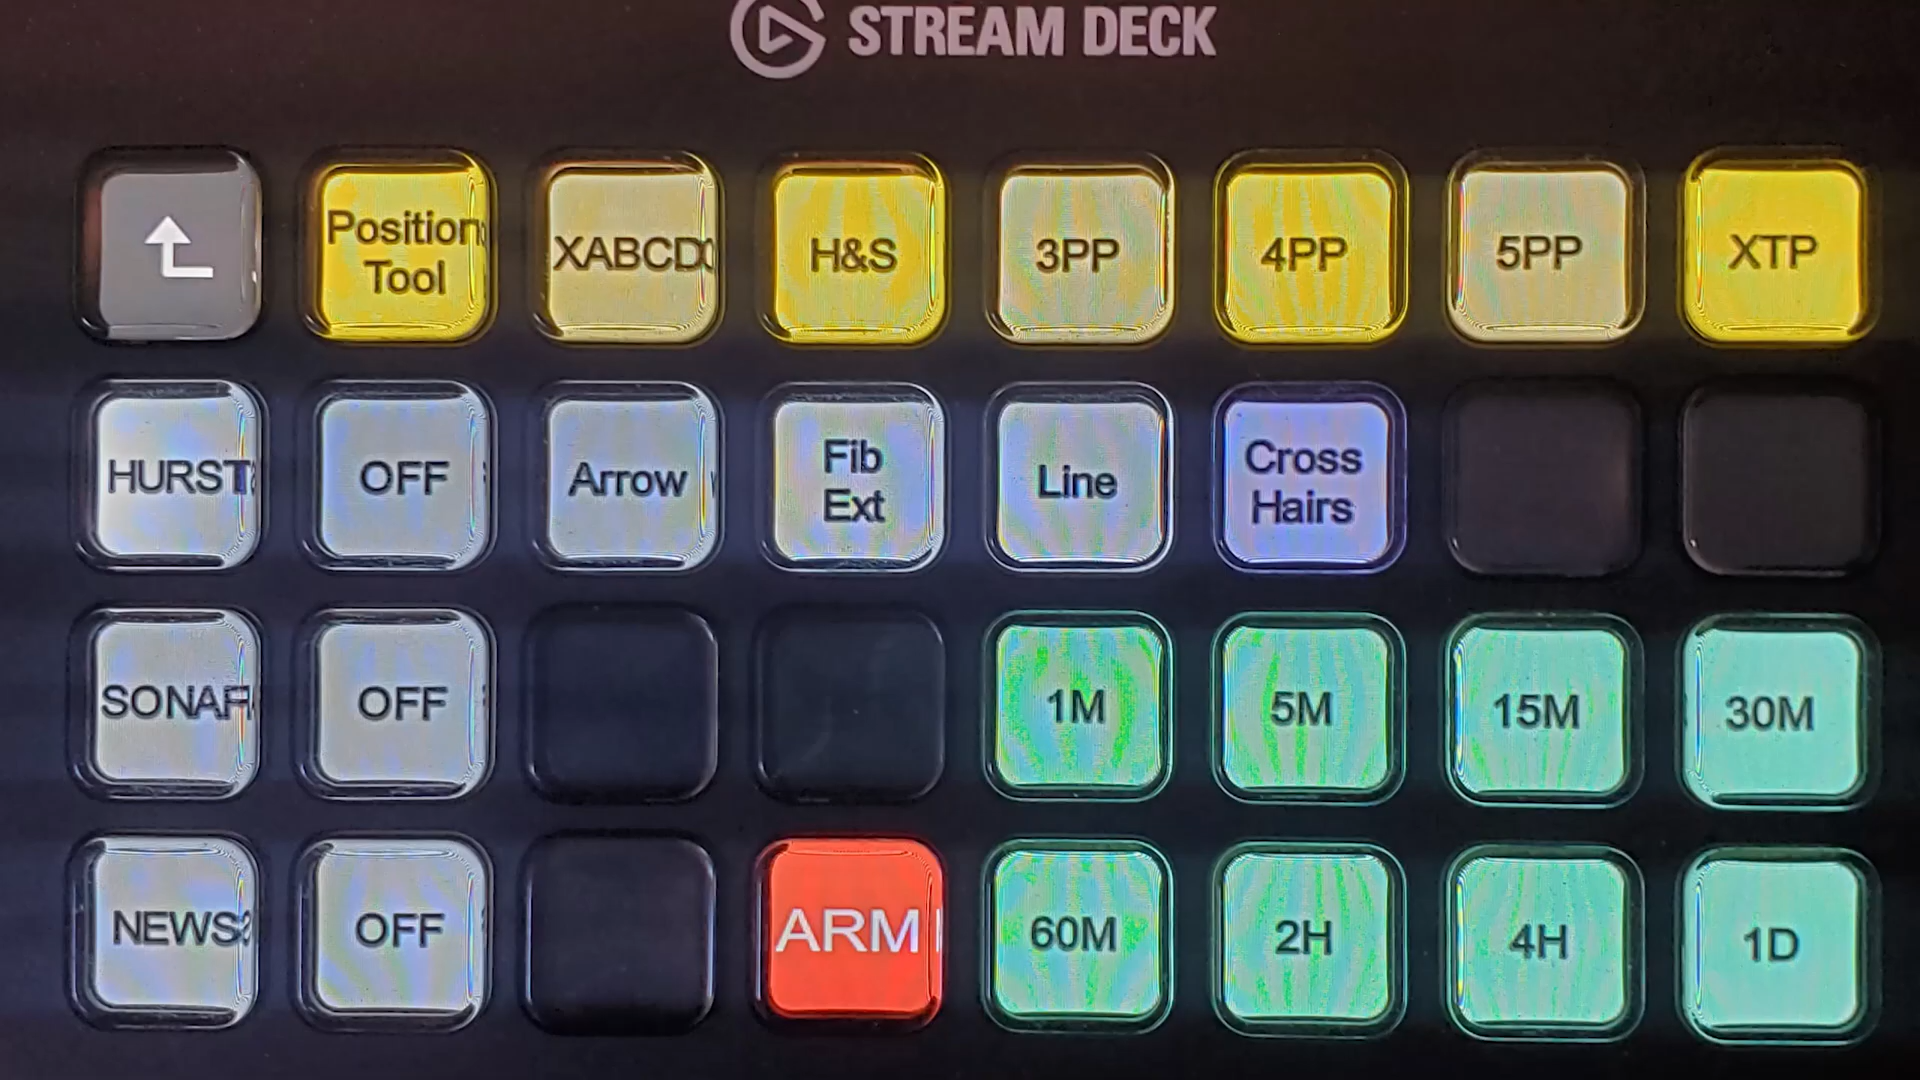 STREAM DECK
Position
Tool
XABCD
H&S
3PP
4PP
5PP
XTP
HURST
OFF
Arrow
Fib
Ext
Line
Cross
Hairs
SONAR
OFF
1M
5M
15M
30M
NEWS
OFF
ARM
60M
2H
4H
1D